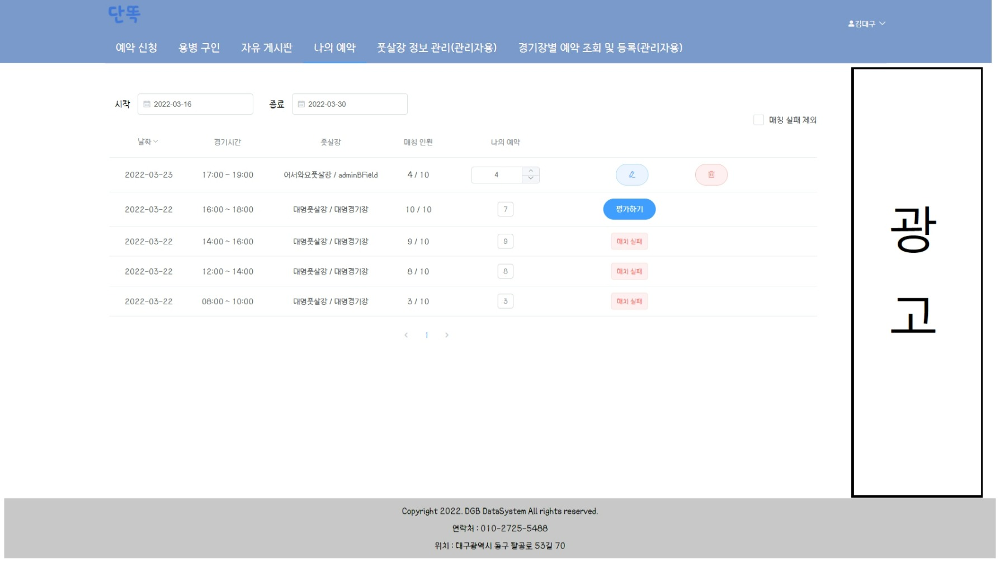 단똑
김대구
예약 신청 용병 구인 자유 게시판 나의 예약 풋살장 정보 관리(관리자용) 경기장별 예약 조회 및 등록(관리자용)
시작 2022-03-16 종료 2022-03-30
매칭 실패 제외
날짜 경기시간 풋살장 매칭 인원 나의 예약
2022-03-23 17:00 ~ 19:00 어서와요풋살장 / adminBField 4 / 10 4
2022-03-22 16:00 ~ 18:00 대명풋살장 / 대명경기장 10 / 10 7 평가하기
2022-03-22 14:00 ~ 16:00 대명풋살장 / 대명경기장 9 / 10 9 매치 실패
2022-03-22 12:00 ~ 14:00 대명풋살장 / 대명경기장 8 / 10 8 매치 실패
2022-03-22 08:00 ~ 10:00 대명풋살장 / 대명경기장 3 / 10 3 매치 실패
1
광
고
Copyright 2022. DGB DataSystem All rights reserved.
연락처 : 010-2725-5488
위치 : 대구광역시 동구 팔공로 53길 70